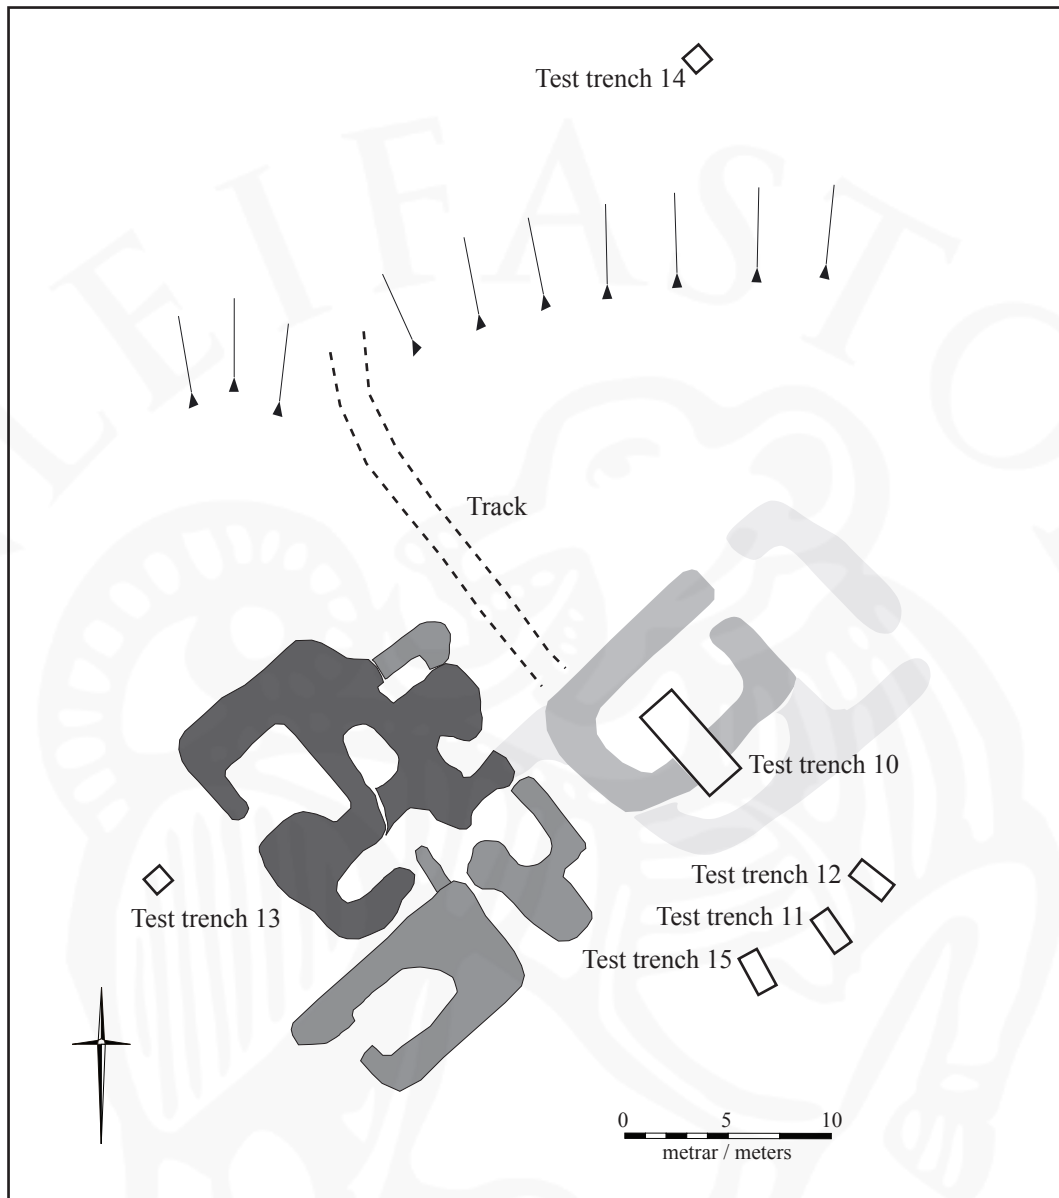 Test trench 14
Track
Test trench 10
Test trench 12
Test trench 11
Test trench 13
Test trench 15
0 5 10
metrar / meters